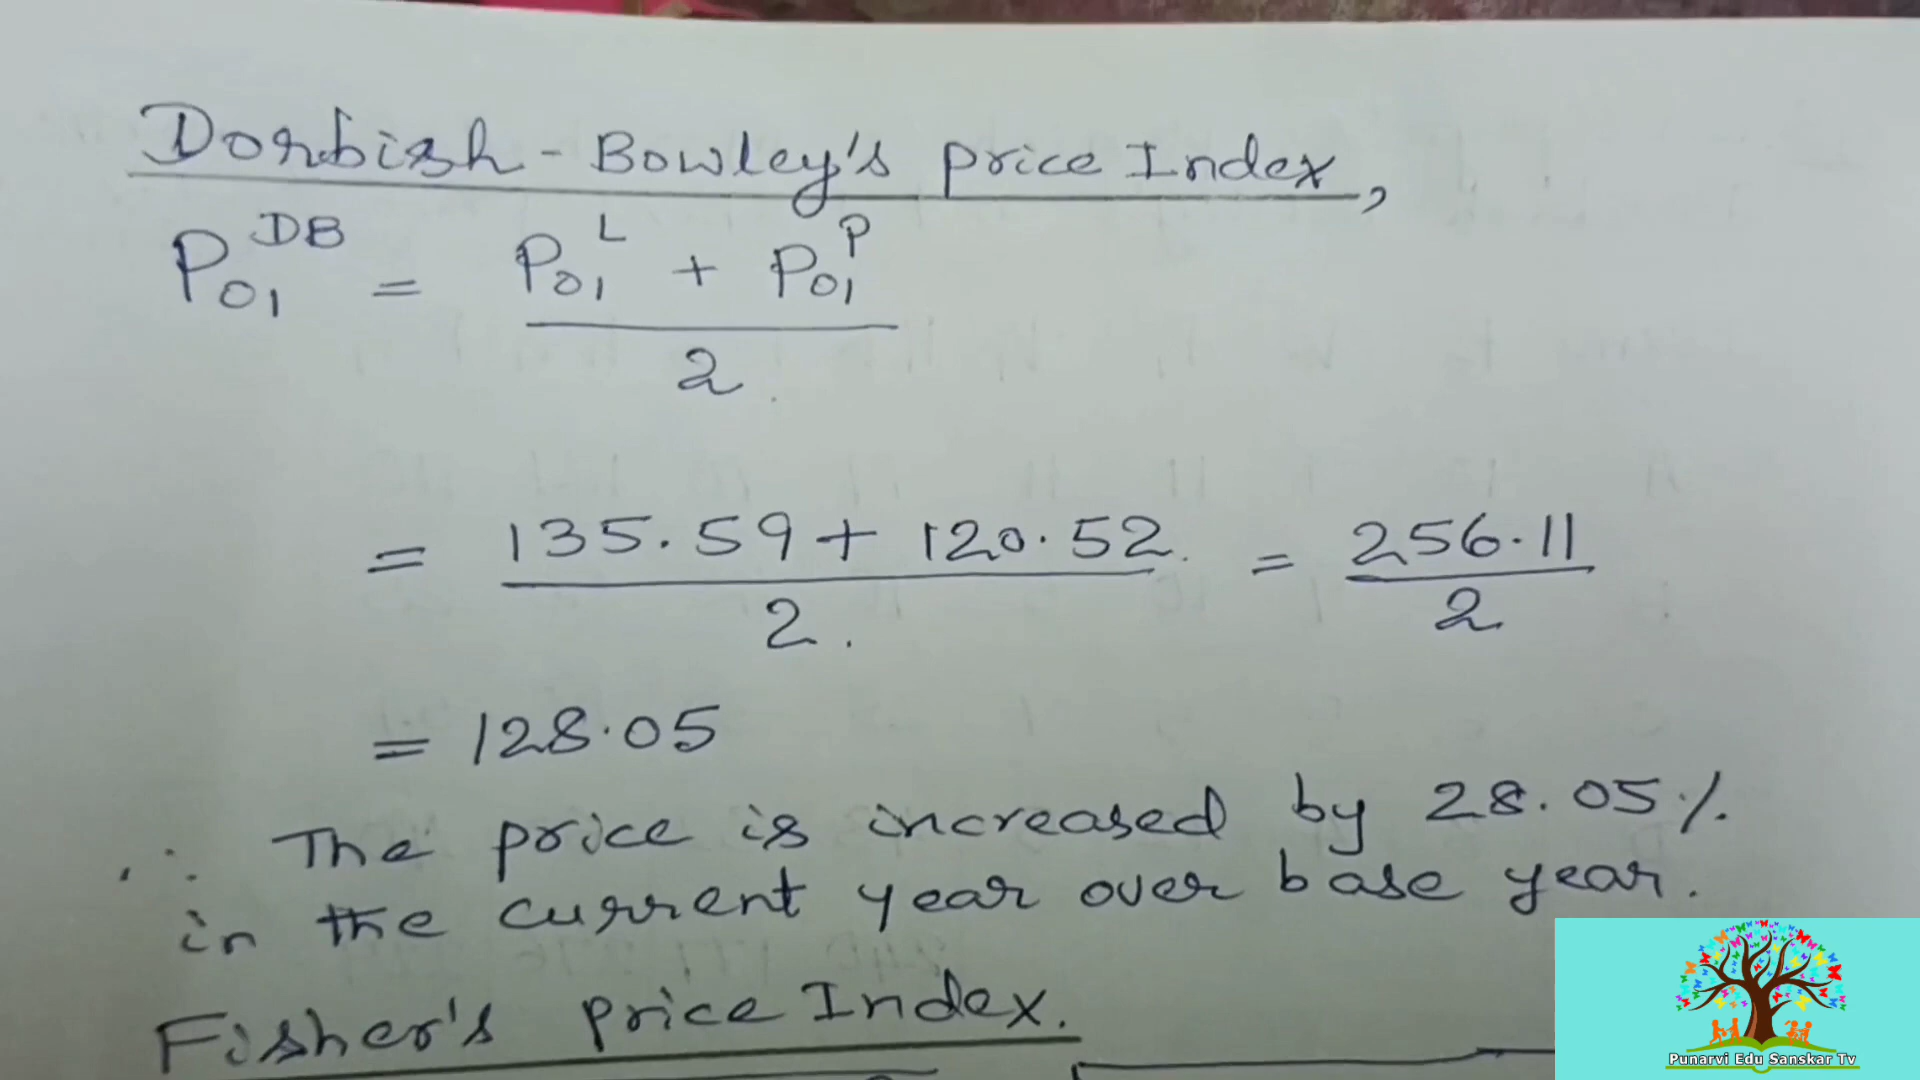 Dorbish - Bowley's price Index,
P₀₁ᴰᴮ = P₀₁ᴸ + P₀₁ᴾ
2
= 135.59 + 120.52 = 256.11
2. 2
= 128.05
∴ The price is increased by 28.05%
in the current year over base year.
Fisher's price Index.
Punarvi Edu Sanskar Tv